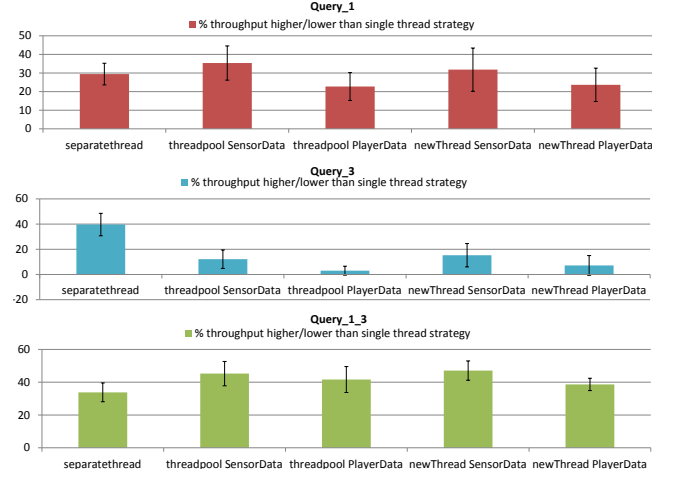 Query_1
% throughput higher/lower than single thread strategy
50
40
30
20
10
0
separatethread threadpool SensorData threadpool PlayerData newThread SensorData newThread PlayerData
Query_3
% throughput higher/lower than single thread strategy
60
40
20
0
-20
separatethread threadpool SensorData threadpool PlayerData newThread SensorData newThread PlayerData
Query_1_3
% throughput higher/lower than single thread strategy
60
40
20
0
separatethread threadpool SensorData threadpool PlayerData newThread SensorData newThread PlayerData